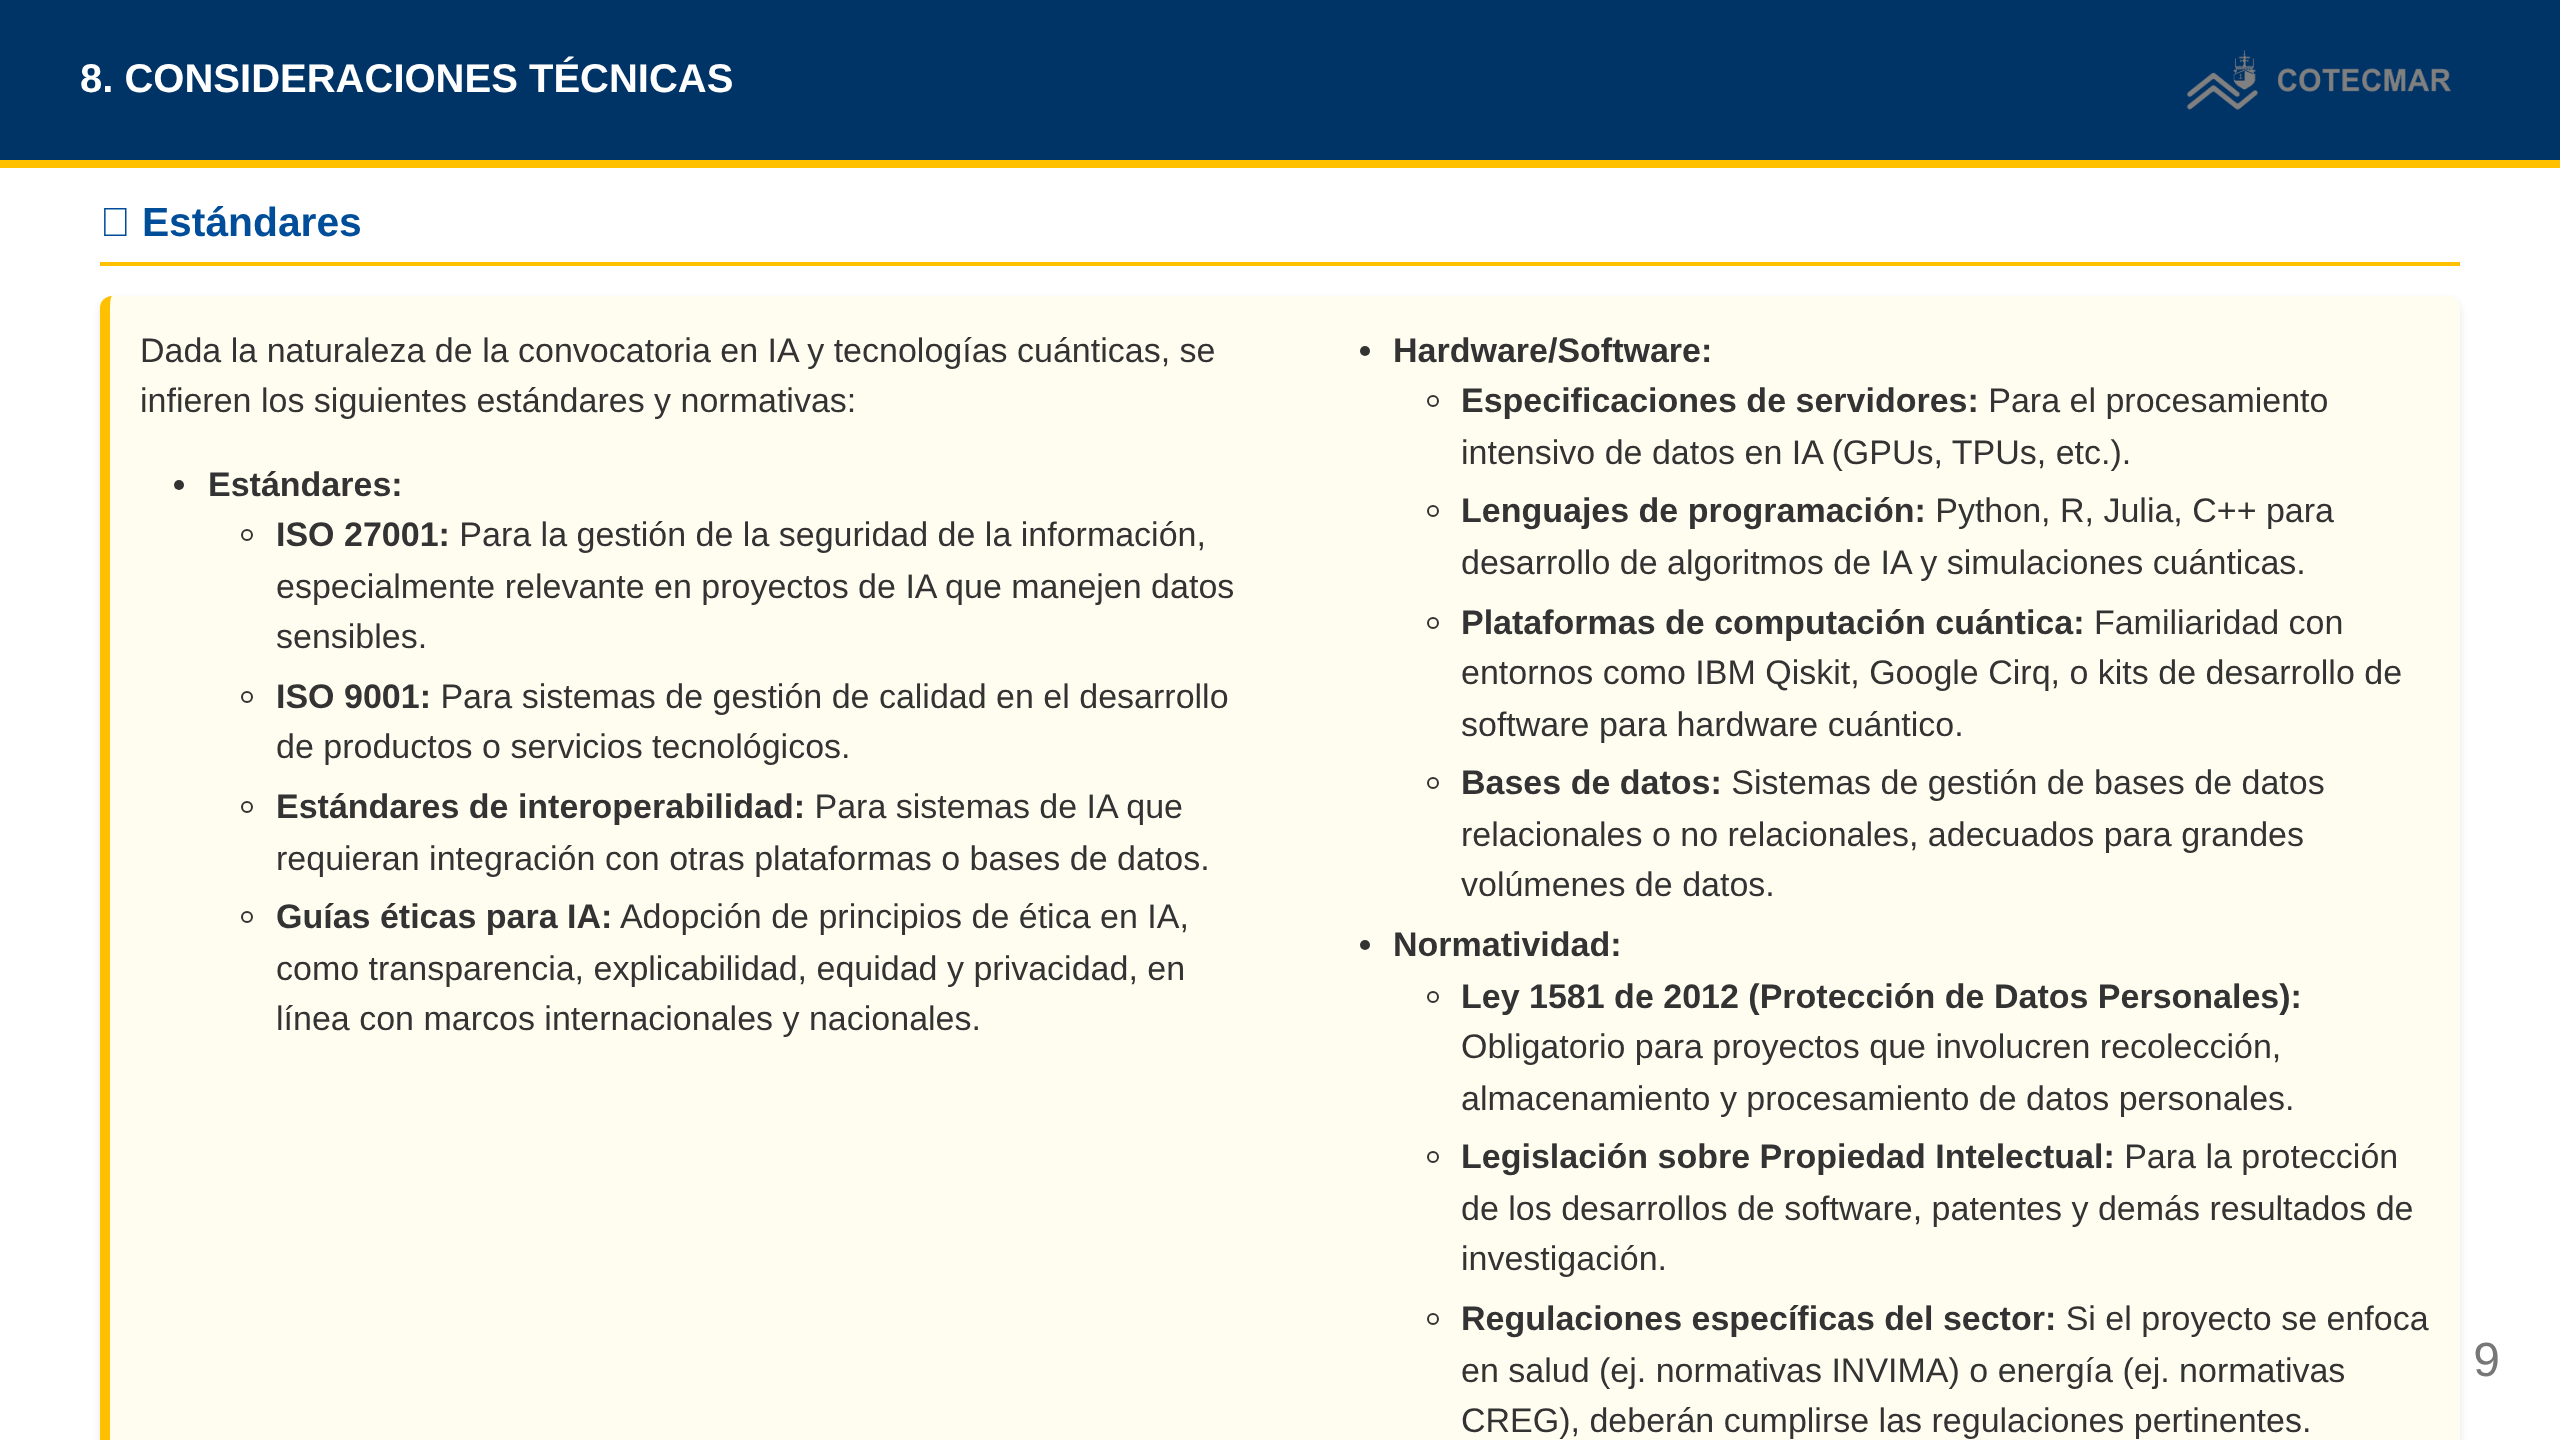 8. CONSIDERACIONES TÉCNICAS
COTECMAR
Estándares
Dada la naturaleza de la convocatoria en IA y tecnologías cuánticas, se
infieren los siguientes estándares y normativas:
• Estándares:
◦ ISO 27001: Para la gestión de la seguridad de la información,
especialmente relevante en proyectos de IA que manejen datos
sensibles.
◦ ISO 9001: Para sistemas de gestión de calidad en el desarrollo
de productos o servicios tecnológicos.
◦ Estándares de interoperabilidad: Para sistemas de IA que
requieran integración con otras plataformas o bases de datos.
◦ Guías éticas para IA: Adopción de principios de ética en IA,
como transparencia, explicabilidad, equidad y privacidad, en
línea con marcos internacionales y nacionales.
• Hardware/Software:
◦ Especificaciones de servidores: Para el procesamiento
intensivo de datos en IA (GPUs, TPUs, etc.).
◦ Lenguajes de programación: Python, R, Julia, C++ para
desarrollo de algoritmos de IA y simulaciones cuánticas.
◦ Plataformas de computación cuántica: Familiaridad con
entornos como IBM Qiskit, Google Cirq, o kits de desarrollo de
software para hardware cuántico.
◦ Bases de datos: Sistemas de gestión de bases de datos
relacionales o no relacionales, adecuados para grandes
volúmenes de datos.
• Normatividad:
◦ Ley 1581 de 2012 (Protección de Datos Personales):
Obligatorio para proyectos que involucren recolección,
almacenamiento y procesamiento de datos personales.
◦ Legislación sobre Propiedad Intelectual: Para la protección
de los desarrollos de software, patentes y demás resultados de
investigación.
◦ Regulaciones específicas del sector: Si el proyecto se enfoca
en salud (ej. normativas INVIMA) o energía (ej. normativas
CREG), deberán cumplirse las regulaciones pertinentes.
9